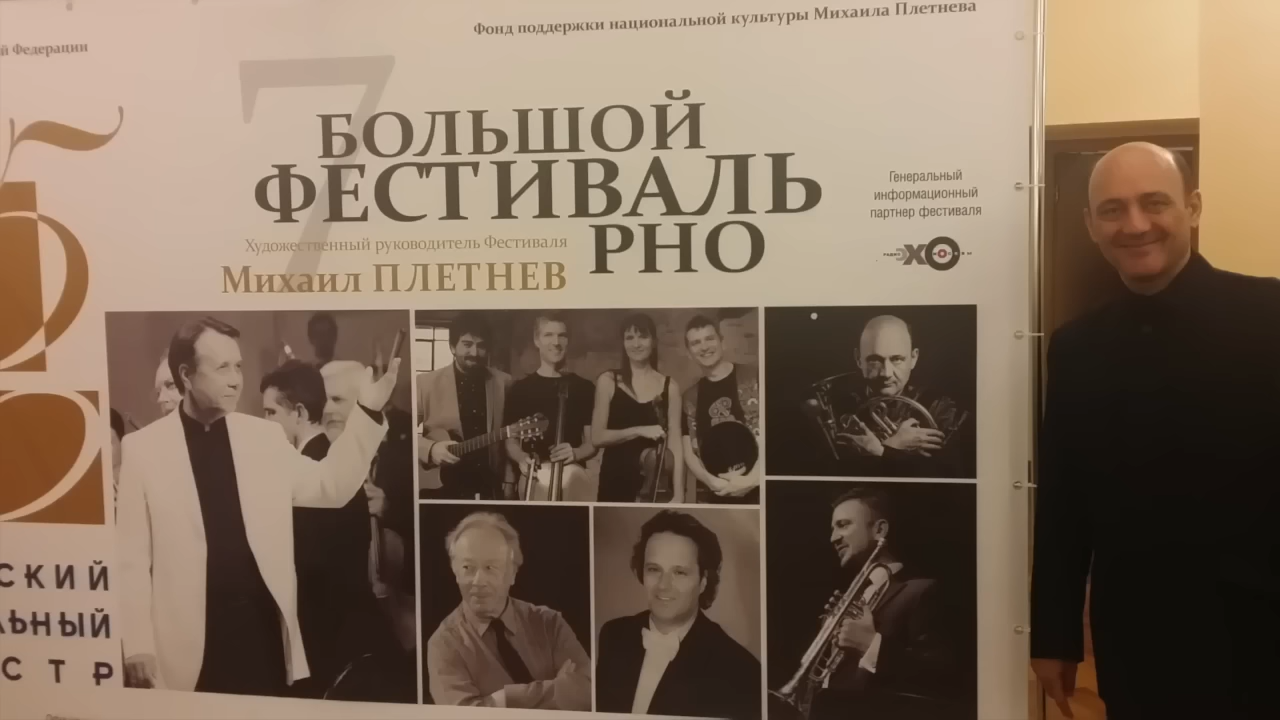 й Федерации
Фонд поддержки национальной культуры Михаила Плетнева
7
БОЛЬШОЙ
ФЕСТИВАЛЬ
РНО
Художественный руководитель Фестиваля
Михаил ПЛЕТНЕВ
Генеральный
информационный
партнер фестиваля
ЭХО
СКИЙ
ЛЬНЫЙ
СТР